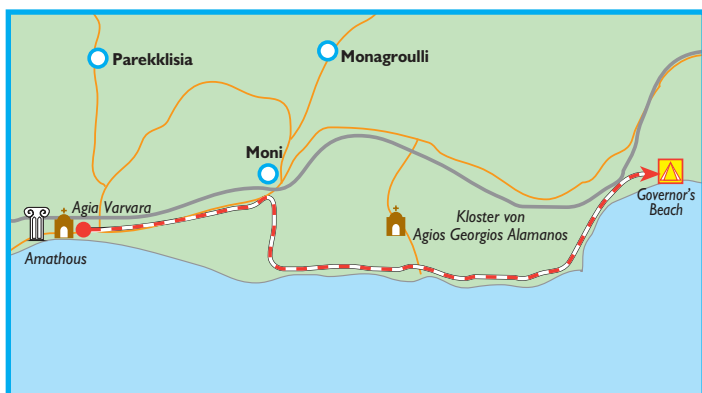 Parekklisia
Monagroulli
Moni
Agia Varvara
Amathous
Kloster von
Agios Georgios Alamanos
Governor's
Beach